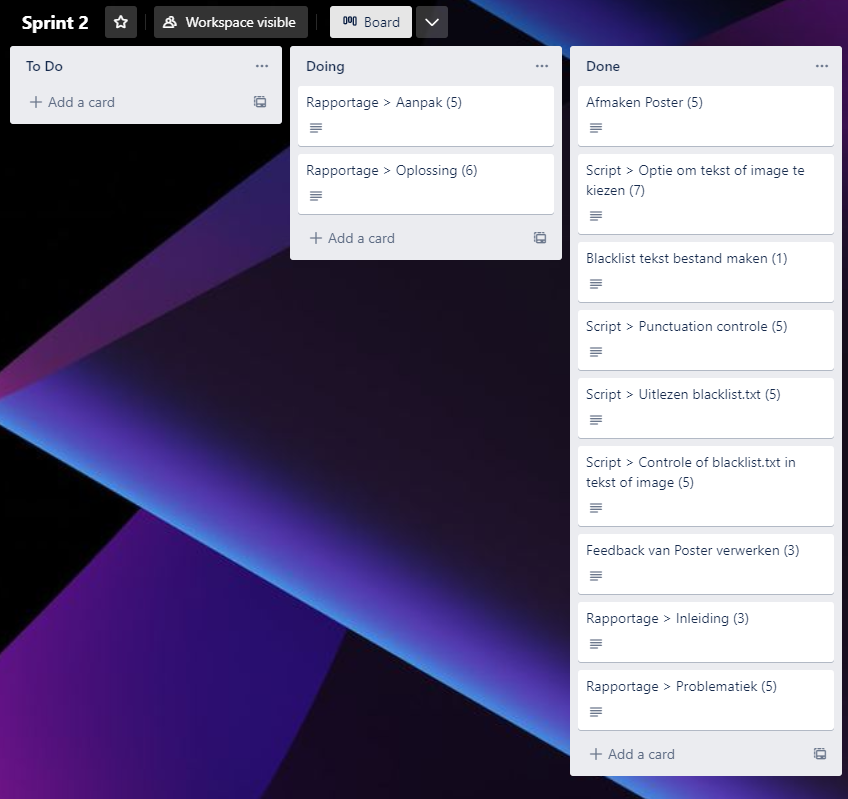 Sprint 2
Workspace visible
Board
To Do
Add a card
Doing
Rapportage > Aanpak (5)
Rapportage > Oplossing (6)
Add a card
Done
Afmaken Poster (5)
Script > Optie om tekst of image te
kiezen (7)
Blacklist tekst bestand maken (1)
Script > Punctuation controle (5)
Script > Uitlezen blacklist.txt (5)
Script > Controle of blacklist.txt in
tekst of image (5)
Feedback van Poster verwerken (3)
Rapportage > Inleiding (3)
Rapportage > Problematiek (5)
Add a card